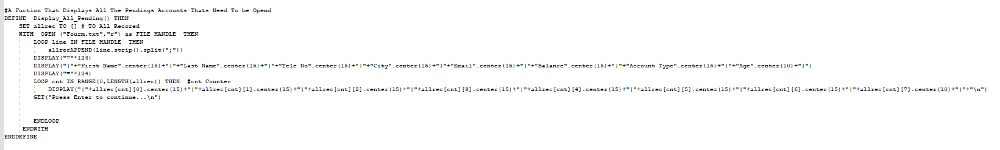 #A Fuction That Displays All The Pendings Accounts Thats Need To be Opend
DEFINE  Display_All_Pending() THEN
    SET allrec TO [] # TO All Recored
    WITH  OPEN ("Fourm.txt","r") as FILE HANDLE  THEN
        LOOP line IN FILE HANDLE  THEN
            allrecAPPEND(line.strip().split(";"))
        DISPLAY("="*124)
        DISPLAY("|"+"First Name".center(15)+"|"+"Last Name".center(15)+"|"+"Tele No".center(15)+"|"+"City".center(15)+"|"+"Email".center(15)+"|"+"Balance".center(15)+"|"+"Account Type".center(15)+"|"+"Age".center(10)+"|")
        DISPLAY("="*124)
        LOOP cnt IN RANGE(0,LENGTH(allrec)) THEN  #cnt Counter
            DISPLAY("|"+allrec[cnt][0].center(15)+"|"+allrec[cnt][1].center(15)+"|"+allrec[cnt][2].center(15)+"|"+allrec[cnt][3].center(15)+"|"+allrec[cnt][4].center(15)+"|"+allrec[cnt][5].center(15)+"|"+allrec[cnt][6].center(15)+"|"+allrec[cnt][7].center(10)+"|"+"\n")
        GET("Press Enter to continue...\n")
        ENDLOOP
     ENDWITH
ENDDEFINE